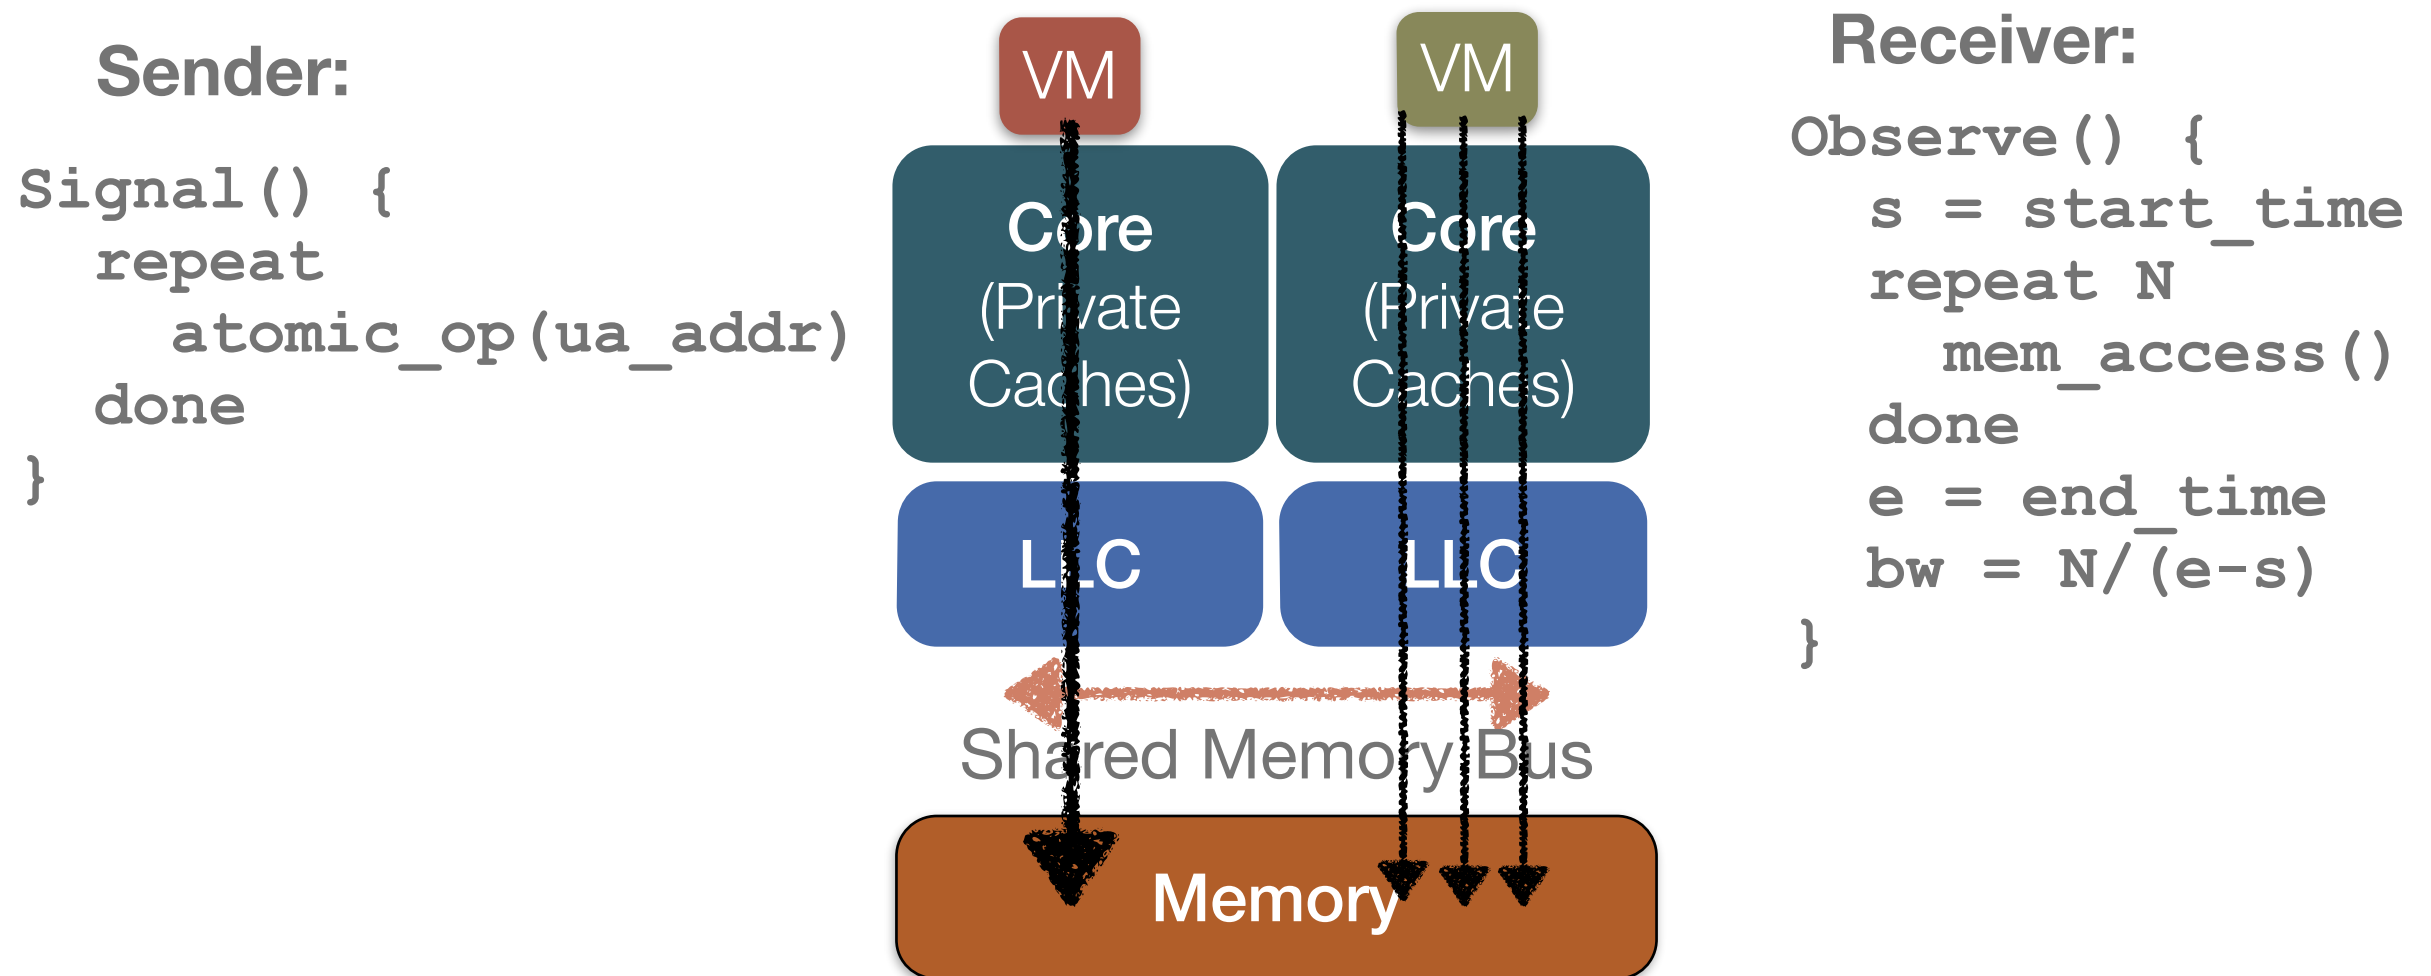 Sender:
Signal() {
  repeat
    atomic_op(ua_addr)
  done
}
VM
VM
Core
(Private
Caches)
Core
(Private
Caches)
LLC
LLC
Shared Memory Bus
Memory
Receiver:
Observe() {
  s = start_time
  repeat N
    mem_access()
  done
  e = end_time
  bw = N/(e-s)
}